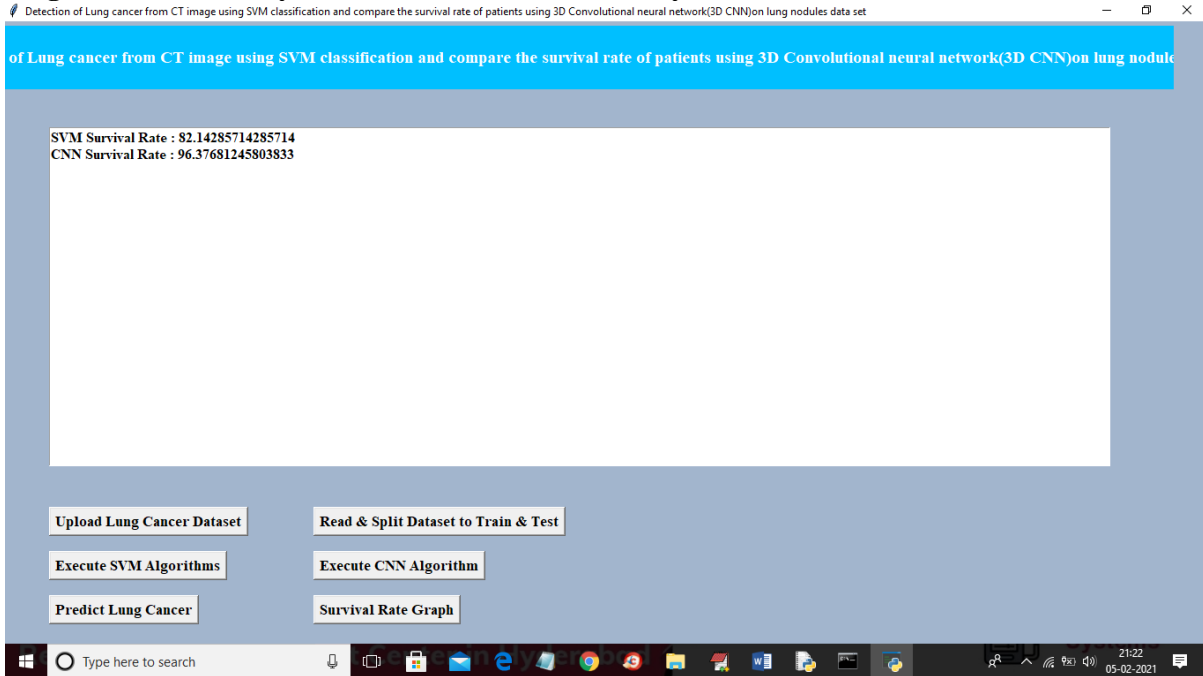 Detection of Lung cancer from CT image using SVM classification and compare the survival rate of patients using 3D Convolutional neural network(3D CNN)on lung nodules data set
of Lung cancer from CT image using SVM classification and compare the survival rate of patients using 3D Convolutional neural network(3D CNN)on lung nodule
SVM Survival Rate : 82.14285714285714
CNN Survival Rate : 96.37681245803833
Upload Lung Cancer Dataset
Read & Split Dataset to Train & Test
Execute SVM Algorithms
Execute CNN Algorithm
Predict Lung Cancer
Survival Rate Graph
Type here to search
21:22
05-02-2021